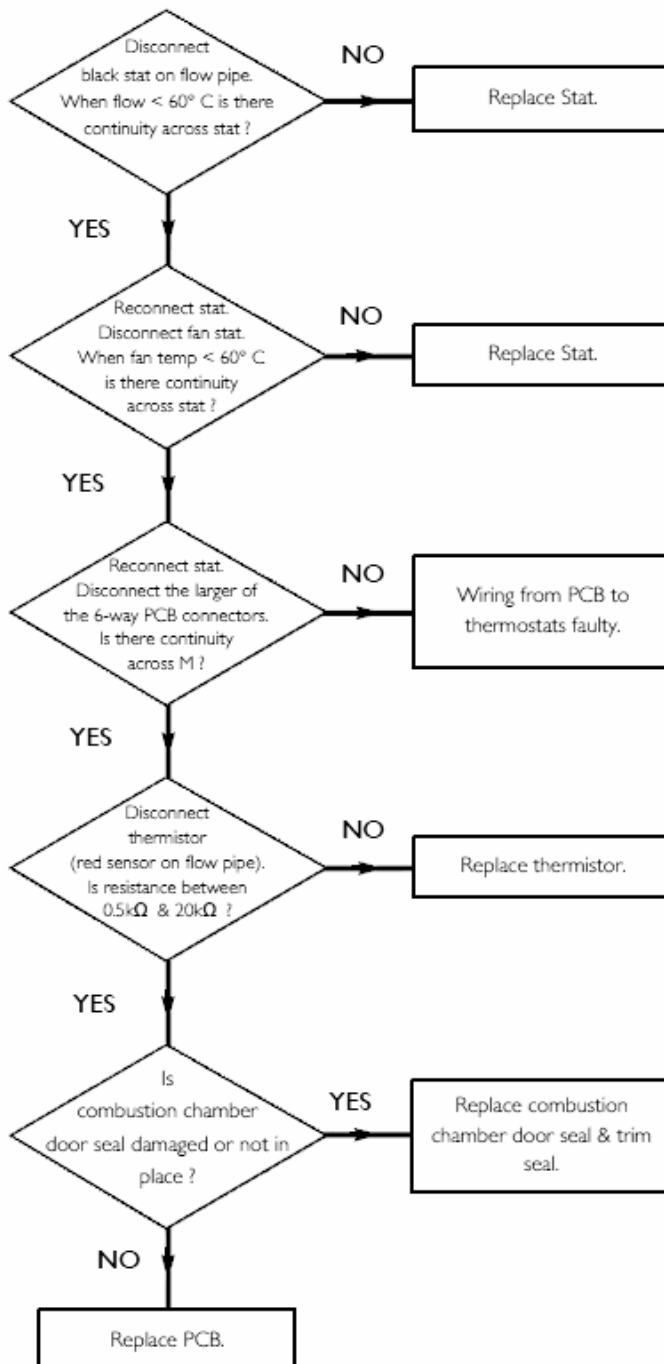 Disconnect
black stat on flow pipe.
When flow < 60° C is there
continuity across stat ?
NO
Replace Stat.
YES
Reconnect stat.
Disconnect fan stat.
When fan temp < 60° C
is there continuity
across stat ?
NO
Replace Stat.
YES
Reconnect stat.
Disconnect the larger of
the 6-way PCB connectors.
Is there continuity
across M ?
NO
Wiring from PCB to
thermostats faulty.
YES
Disconnect
thermistor
(red sensor on flow pipe).
Is resistance between
0.5kΩ & 20kΩ ?
NO
Replace thermistor.
YES
Is
combustion chamber
door seal damaged or not in
place ?
YES
Replace combustion
chamber door seal & trim
seal.
NO
Replace PCB.